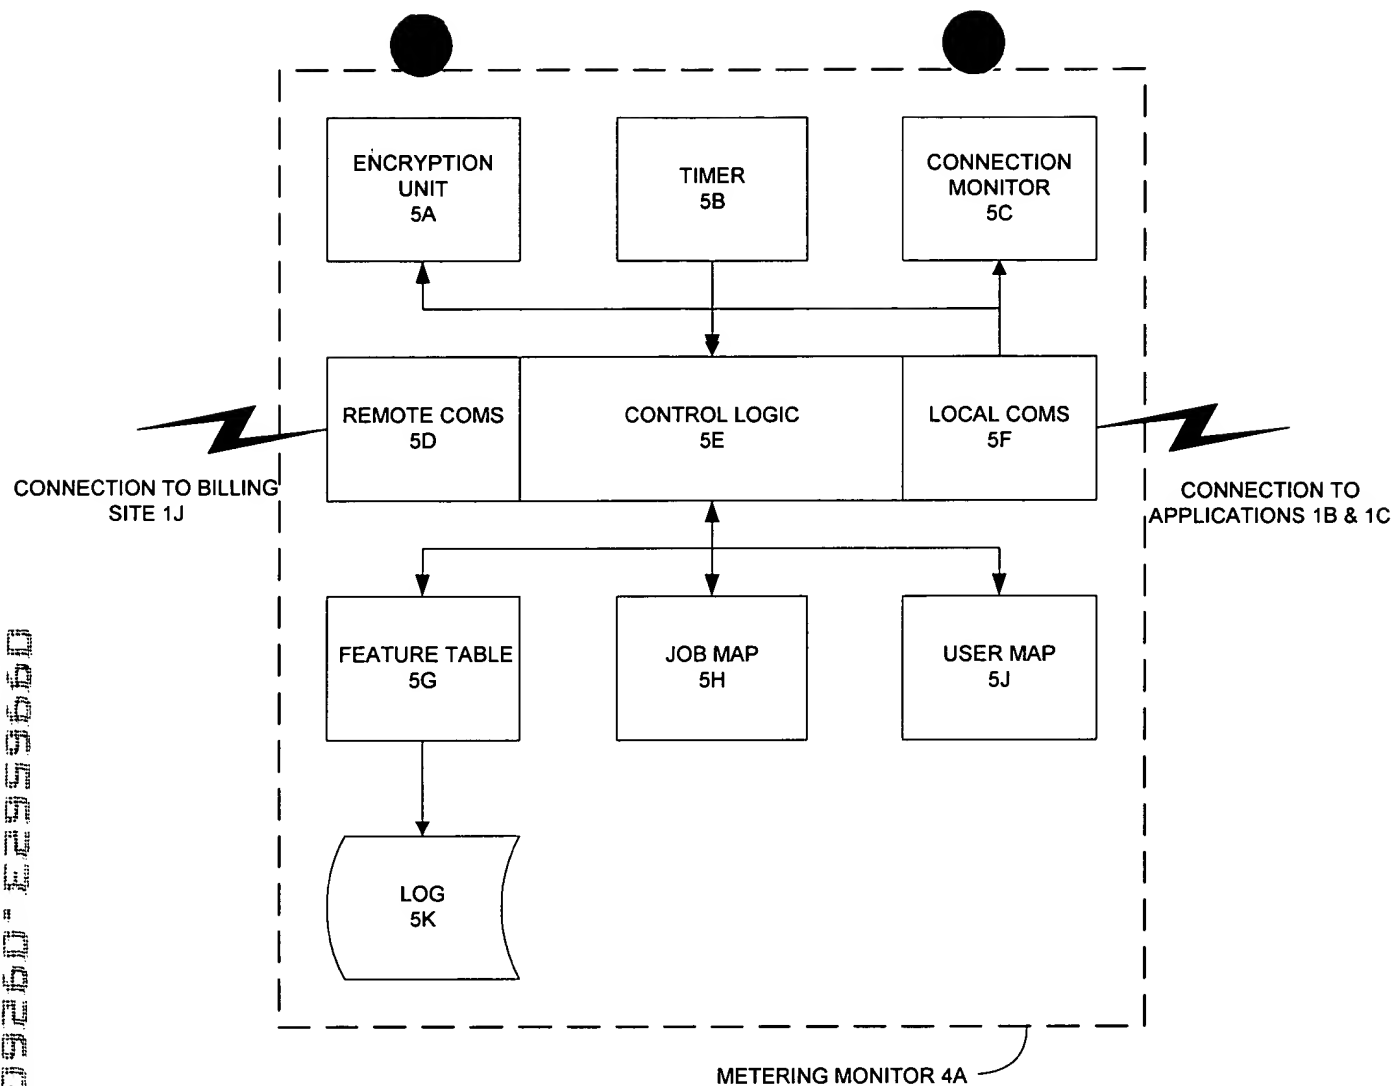 ENCRYPTION
UNIT
5A
TIMER
5B
CONNECTION
MONITOR
5C
REMOTE COMS
5D
CONTROL LOGIC
5E
LOCAL COMS
5F
CONNECTION TO BILLING
SITE 1J
CONNECTION TO
APPLICATIONS 1B & 1C
FEATURE TABLE
5G
JOB MAP
5H
USER MAP
5J
LOG
5K
METERING MONITOR 4A